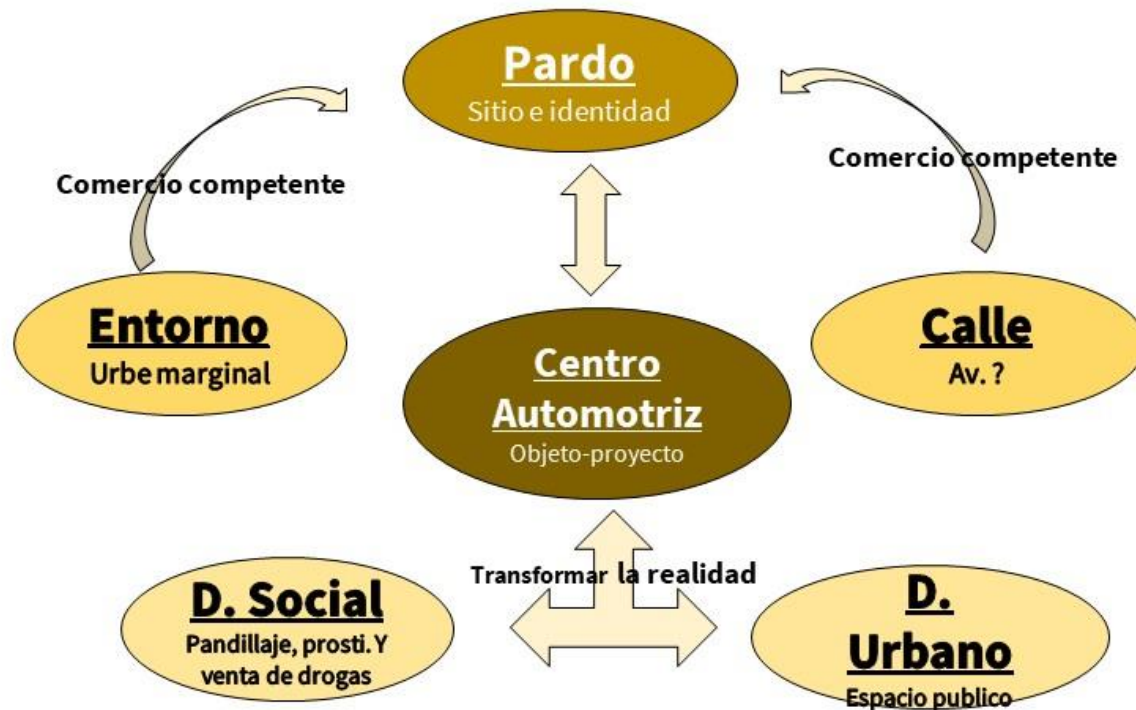 Pardo
Sitio e identidad
Comercio competente
Comercio competente
Entorno
Urbe marginal
Calle
Av. ?
Centro
Automotriz
Objeto-proyecto
Transformar la realidad
D. Social
Pandillaje, prosti. Y
venta de drogas
D.
Urbano
Espacio publico